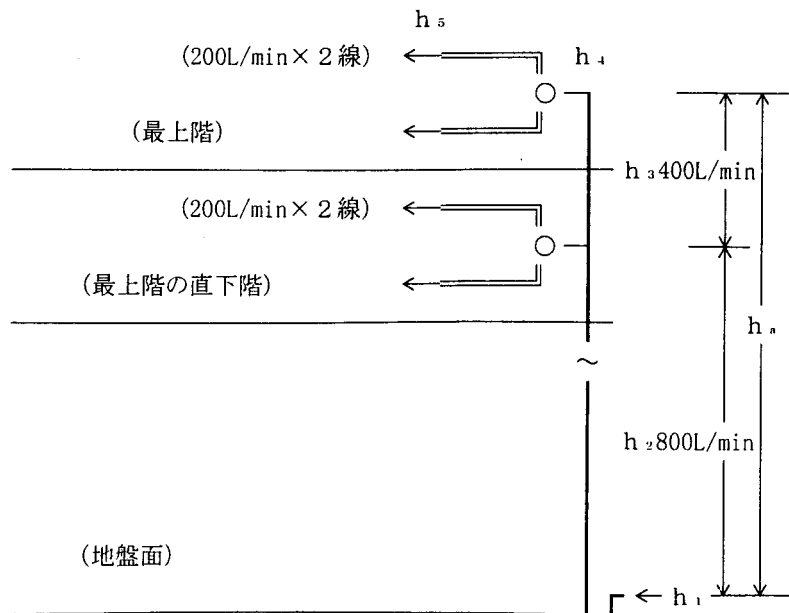 h₅
(200L/min×２線)
h₄
(最上階)
h₃400L/min
(200L/min×２線)
(最上階の直下階)
hₐ
～
h₂800L/min
(地盤面)
h₁